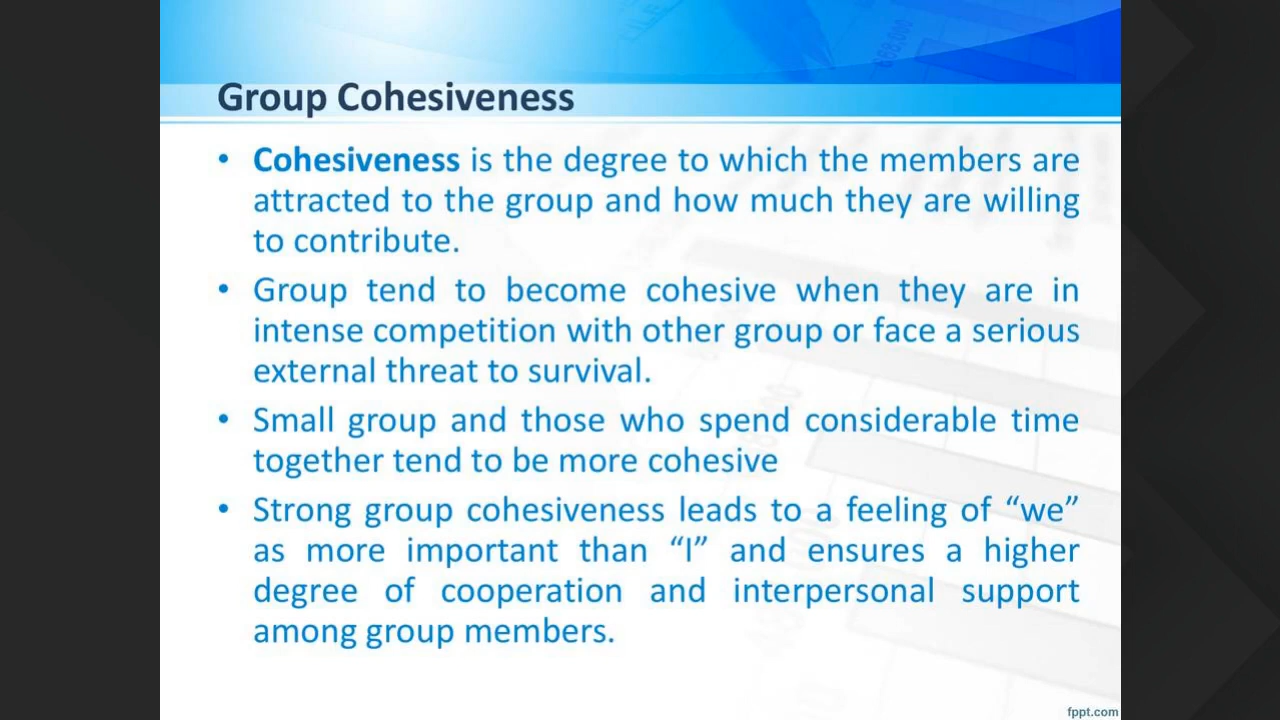 Group Cohesiveness
• Cohesiveness is the degree to which the members are
attracted to the group and how much they are willing
to contribute.
• Group tend to become cohesive when they are in
intense competition with other group or face a serious
external threat to survival.
• Small group and those who spend considerable time
together tend to be more cohesive
• Strong group cohesiveness leads to a feeling of “we”
as more important than “I” and ensures a higher
degree of cooperation and interpersonal support
among group members.
fppt.com